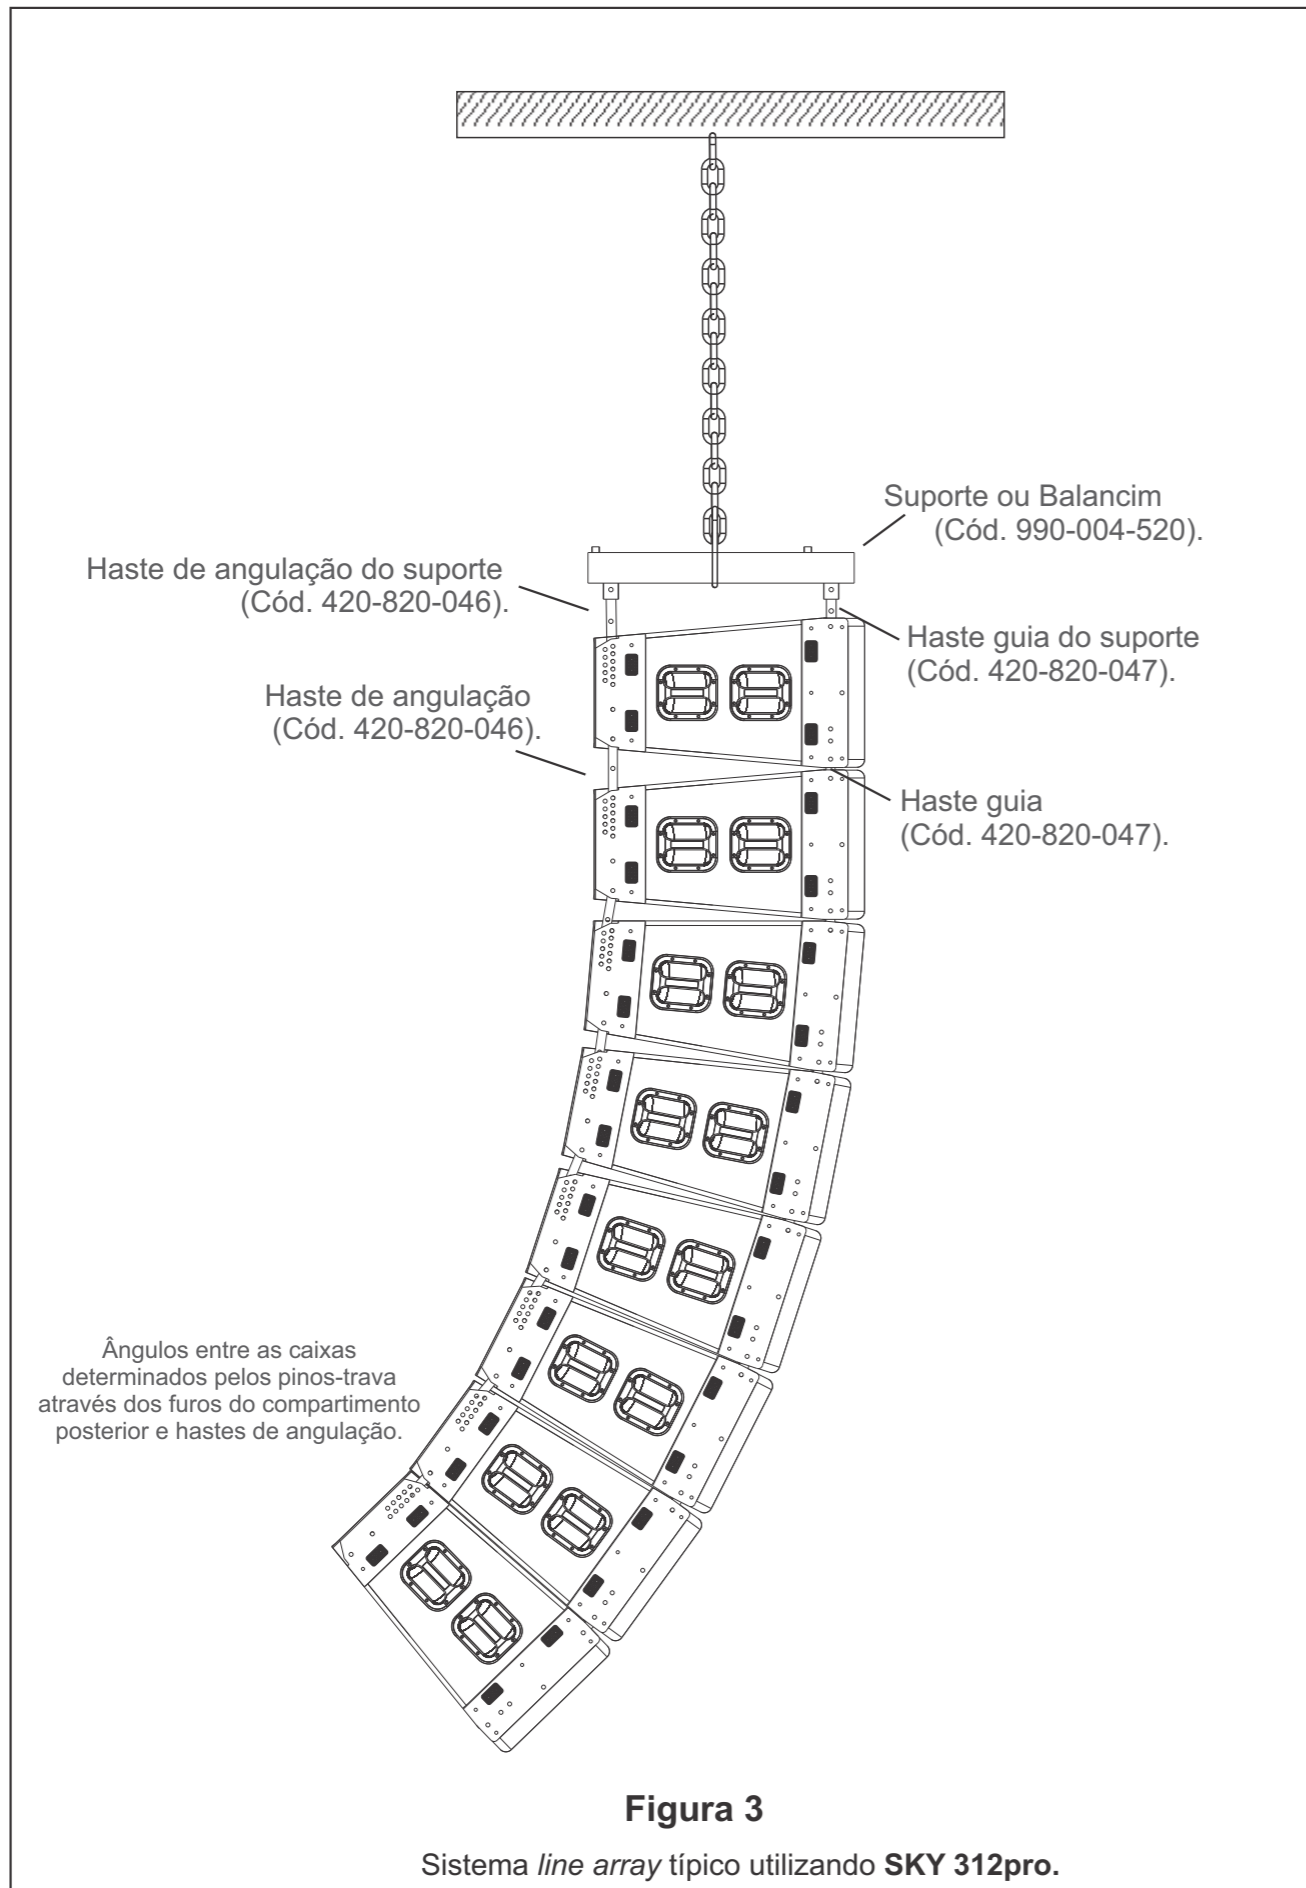 Suporte ou Balancim
(Cód. 990-004-520).
Haste de angulação do suporte
(Cód. 420-820-046).
Haste guia do suporte
(Cód. 420-820-047).
Haste de angulação
(Cód. 420-820-046).
Haste guia
(Cód. 420-820-047).
Ângulos entre as caixas
determinados pelos pinos-trava
através dos furos do compartimento
posterior e hastes de angulação.
Figura 3
Sistema line array típico utilizando SKY 312pro.